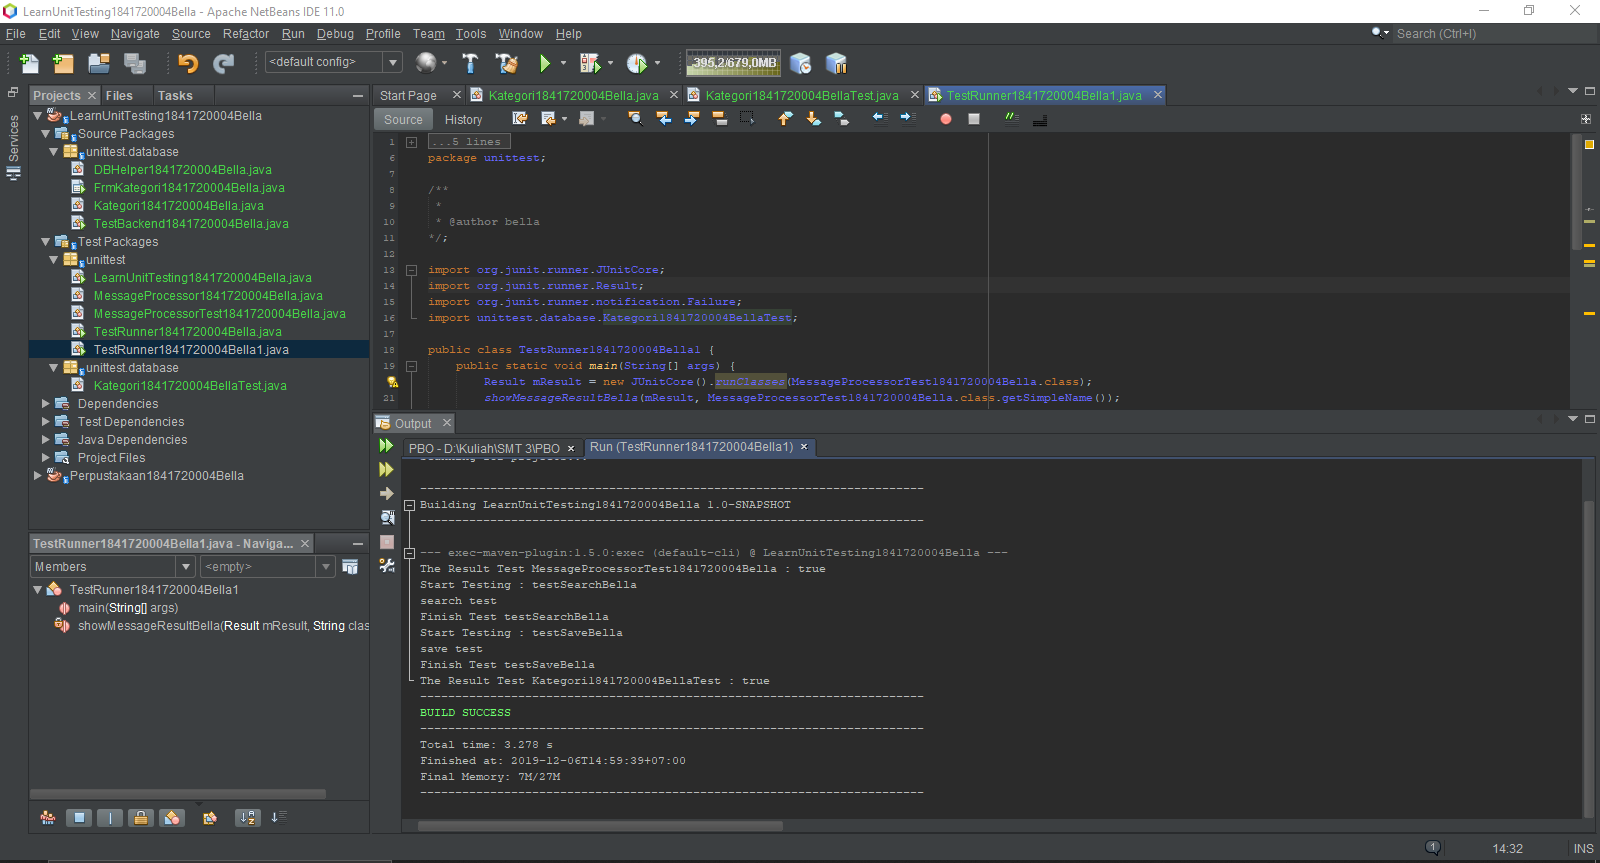 LearnUnitTesting1841720004Bella - Apache NetBeans IDE 11.0
File Edit View Navigate Source Refactor Run Debug Profile Team Tools Window Help
Search (Ctrl+I)
<default config>
395,2/679,0MB
Projects Files Tasks
Services
LearnUnitTesting1841720004Bella
Source Packages
unittest.database
DBHelper1841720004Bella.java
FrmKategori1841720004Bella.java
Kategori1841720004Bella.java
TestBackend1841720004Bella.java
Test Packages
unittest
LearnUnitTesting1841720004Bella.java
MessageProcessor1841720004Bella.java
MessageProcessorTest1841720004Bella.java
TestRunner1841720004Bella.java
TestRunner1841720004Bella1.java
unittest.database
Kategori1841720004BellaTest.java
Dependencies
Test Dependencies
Java Dependencies
Project Files
Perpustakaan1841720004Bella
TestRunner1841720004Bella1.java - Naviga...
Members <empty>
TestRunner1841720004Bella1
main(String[] args)
showMessageResultBella(Result mResult, String clas
Start Page Kategori1841720004Bella.java Kategori1841720004BellaTest.java TestRunner1841720004Bella1.java
Source History
1 ...5 lines
6 package unittest;
7
8 /**
9 *
10 * @author bella
11 */;
12
13 import org.junit.runner.JUnitCore;
14 import org.junit.runner.Result;
15 import org.junit.runner.notification.Failure;
16 import unittest.database.Kategori1841720004BellaTest;
17
18 public class TestRunner1841720004Bella1 {
19 public static void main(String[] args) {
Result mResult = new JUnitCore().runClasses(MessageProcessorTest1841720004Bella.class);
21 showMessageResultBella(mResult, MessageProcessorTest1841720004Bella.class.getSimpleName());
Output
PBO - D:\Kuliah\SMT 3\PBO Run (TestRunner1841720004Bella1)
Scanning for projects...
------------------------------------------------------------------------
Building LearnUnitTesting1841720004Bella 1.0-SNAPSHOT
------------------------------------------------------------------------
--- exec-maven-plugin:1.5.0:exec (default-cli) @ LearnUnitTesting1841720004Bella ---
The Result Test MessageProcessorTest1841720004Bella : true
Start Testing : testSearchBella
search test
Finish Test testSearchBella
Start Testing : testSaveBella
save test
Finish Test testSaveBella
The Result Test Kategori1841720004BellaTest : true
------------------------------------------------------------------------
BUILD SUCCESS
------------------------------------------------------------------------
Total time: 3.278 s
Finished at: 2019-12-06T14:59:39+07:00
Final Memory: 7M/27M
------------------------------------------------------------------------
1 14:32 INS